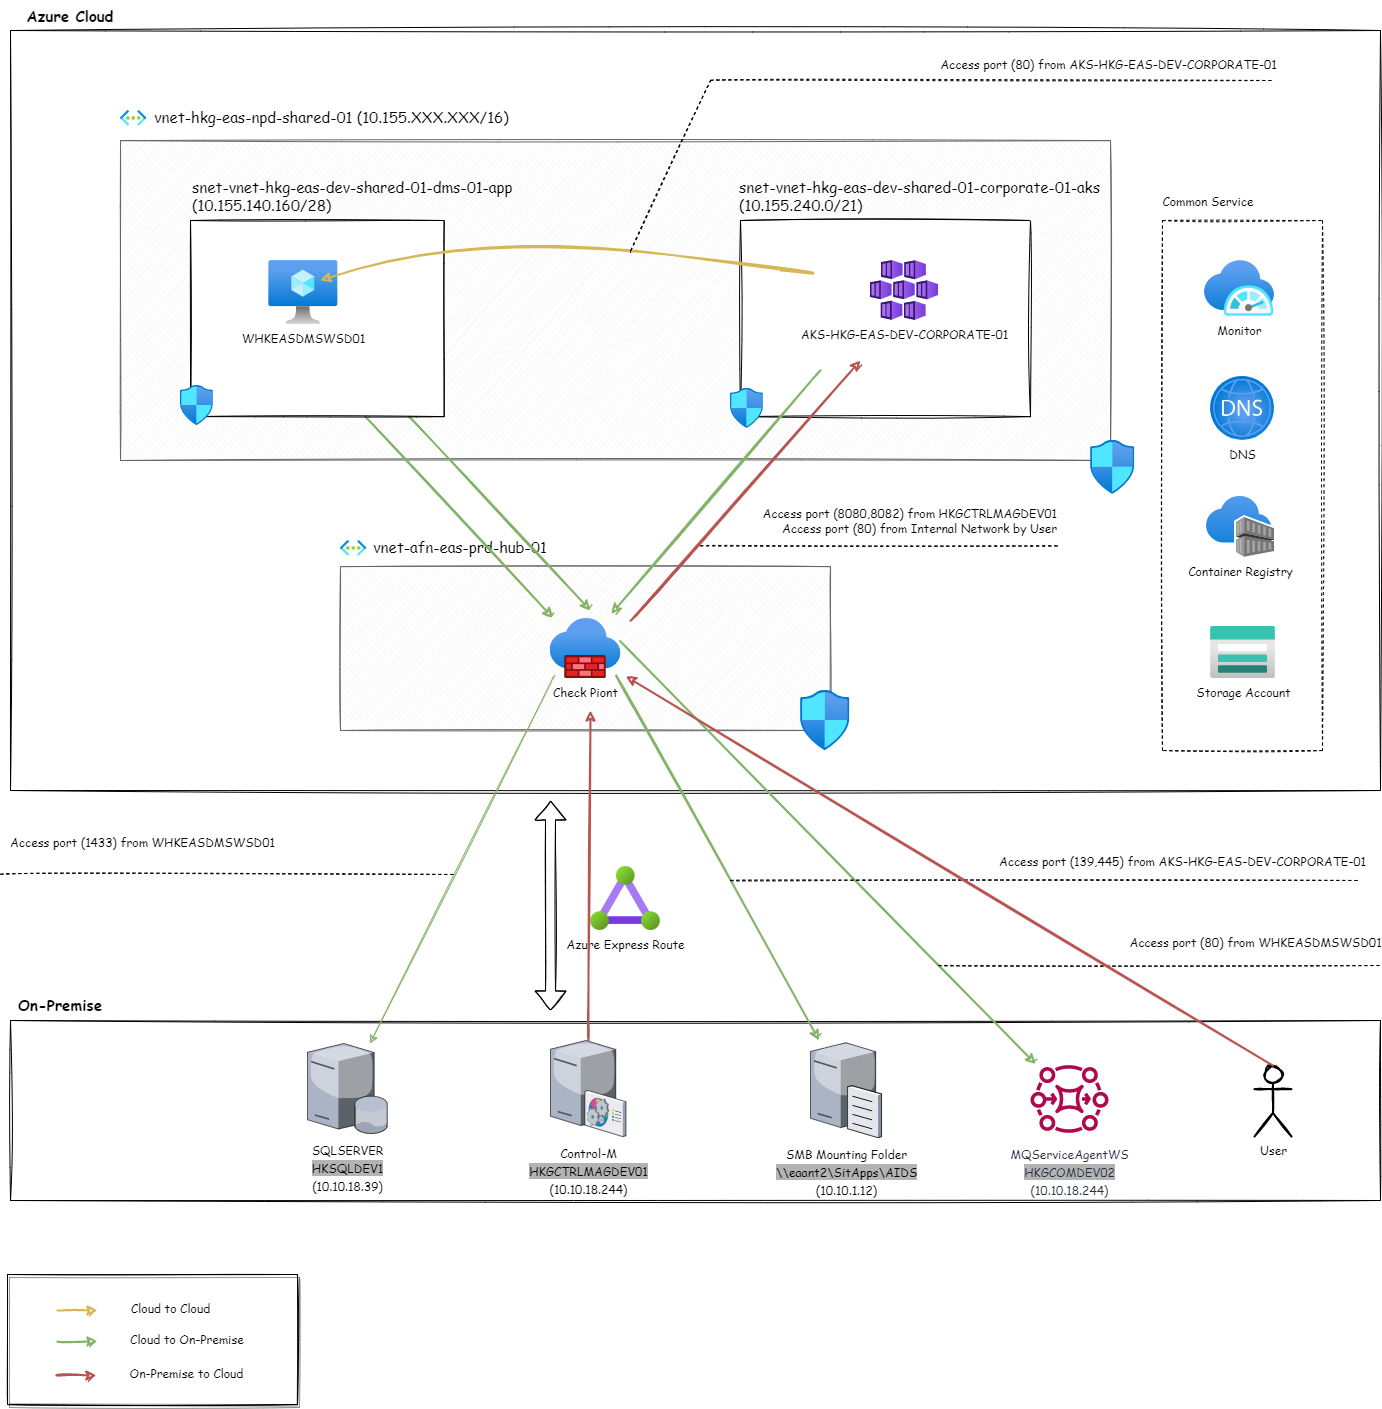 Azure Cloud
Access port (80) from AKS-HKG-EAS-DEV-CORPORATE-01
vnet-hkg-eas-npd-shared-01 (10.155.XXX.XXX/16)
snet-vnet-hkg-eas-dev-shared-01-dms-01-app
(10.155.140.160/28)
snet-vnet-hkg-eas-dev-shared-01-corporate-01-aks
(10.155.240.0/21)
Common Service
WHKEASDMSWSD01
AKS-HKG-EAS-DEV-CORPORATE-01
Monitor
DNS
DNS
Access port (8080,8082) from HKGCTRLMAGDEV01
Access port (80) from Internal Network by User
vnet-afn-eas-prd-hub-01
Container Registry
Check Piont
Storage Account
Access port (1433) from WHKEASDMSWSD01
Access port (139,445) from AKS-HKG-EAS-DEV-CORPORATE-01
Azure Express Route
Access port (80) from WHKEASDMSWSD01
On-Premise
SQLSERVER
HKSQLDEV1
(10.10.18.39)
Control-M
HKGCTRLMAGDEV01
(10.10.18.244)
SMB Mounting Folder
\\eaant2\SitApps\AIDS
(10.10.1.12)
MQServiceAgentWS
HKGCOMDEV02
(10.10.18.244)
User
Cloud to Cloud
Cloud to On-Premise
On-Premise to Cloud